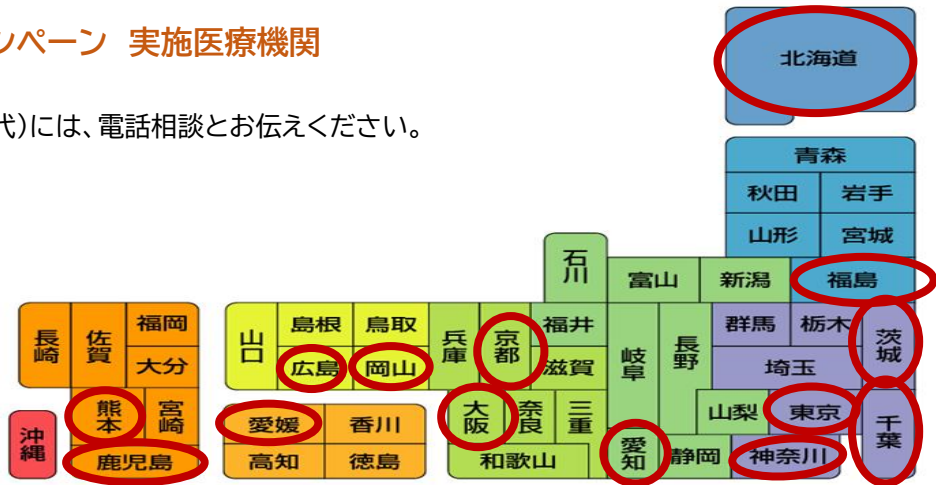 ンペーン 実施医療機関
代)には、電話相談とお伝えください。
北海道
青森
秋田 岩手
山形 宮城
石川 富山 新潟 福島
長崎 佐賀 福岡 山口 島根 鳥取 兵庫 京都 福井 岐阜 長野 群馬 栃木 茨城
大分 広島 岡山 滋賀 埼玉
熊本 宮崎 愛媛 香川 大阪 奈良 三重 山梨 東京 千葉
沖縄 鹿児島 高知 徳島 和歌山 愛知 静岡 神奈川